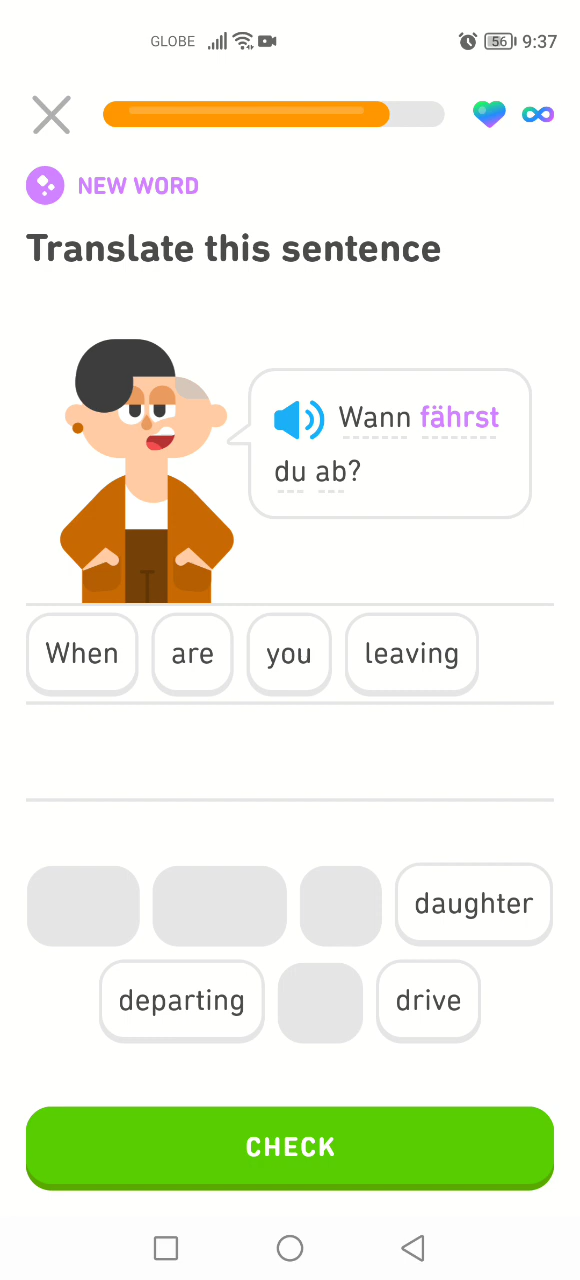 GLOBE 56 9:37
NEW WORD
Translate this sentence
Wann fährst
du ab?
When are you leaving
daughter
departing drive
CHECK